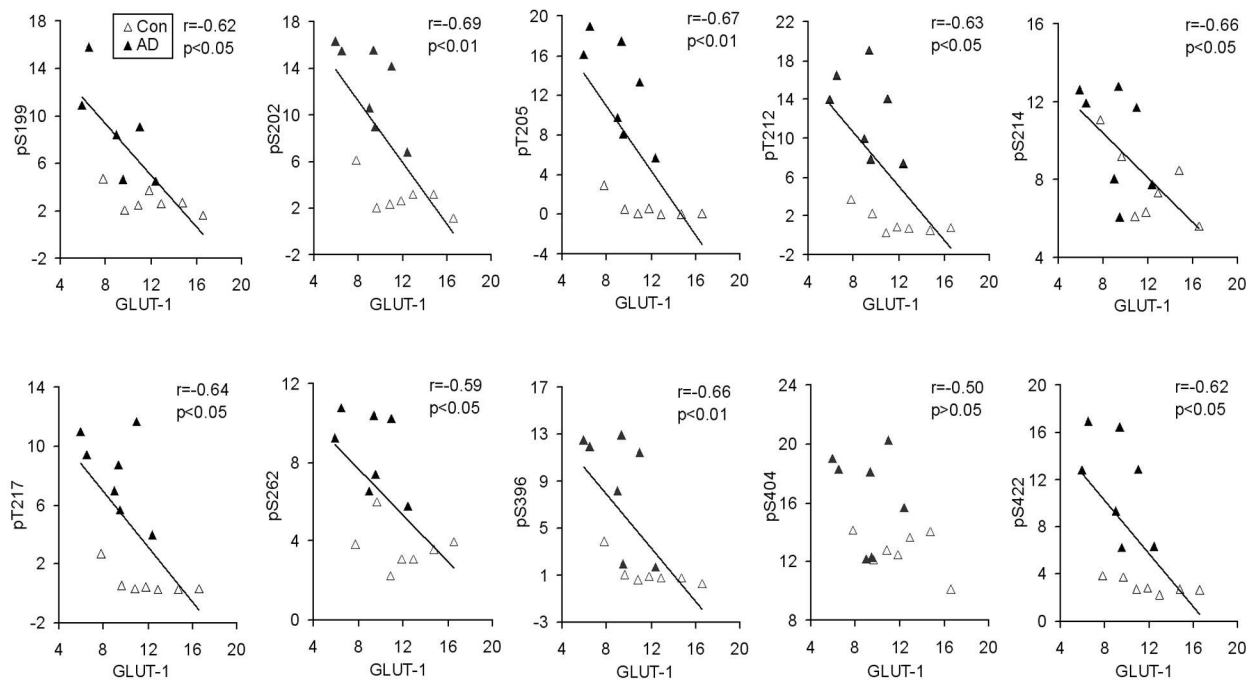 pS199
18
14
10
6
2
-2
△ Con
▲ AD
r=-0.62
p<0.05
4 8 12 16 20
GLUT-1
pS202
18
14
10
6
2
-2
r=-0.69
p<0.01
4 8 12 16 20
GLUT-1
pT205
20
16
12
8
4
0
-4
r=-0.67
p<0.01
4 8 12 16 20
GLUT-1
pT212
22
18
14
10
6
2
-2
r=-0.63
p<0.05
4 8 12 16 20
GLUT-1
pS214
16
12
8
4
r=-0.66
p<0.05
4 8 12 16 20
GLUT-1
pT217
14
10
6
2
-2
r=-0.64
p<0.05
4 8 12 16 20
GLUT-1
pS262
12
8
4
0
r=-0.59
p<0.05
4 8 12 16 20
GLUT-1
pS396
17
13
9
5
1
-3
r=-0.66
p<0.01
4 8 12 16 20
GLUT-1
pS404
24
20
16
12
8
r=-0.50
p>0.05
4 8 12 16 20
GLUT-1
pS422
20
16
12
8
4
0
r=-0.62
p<0.05
4 8 12 16 20
GLUT-1